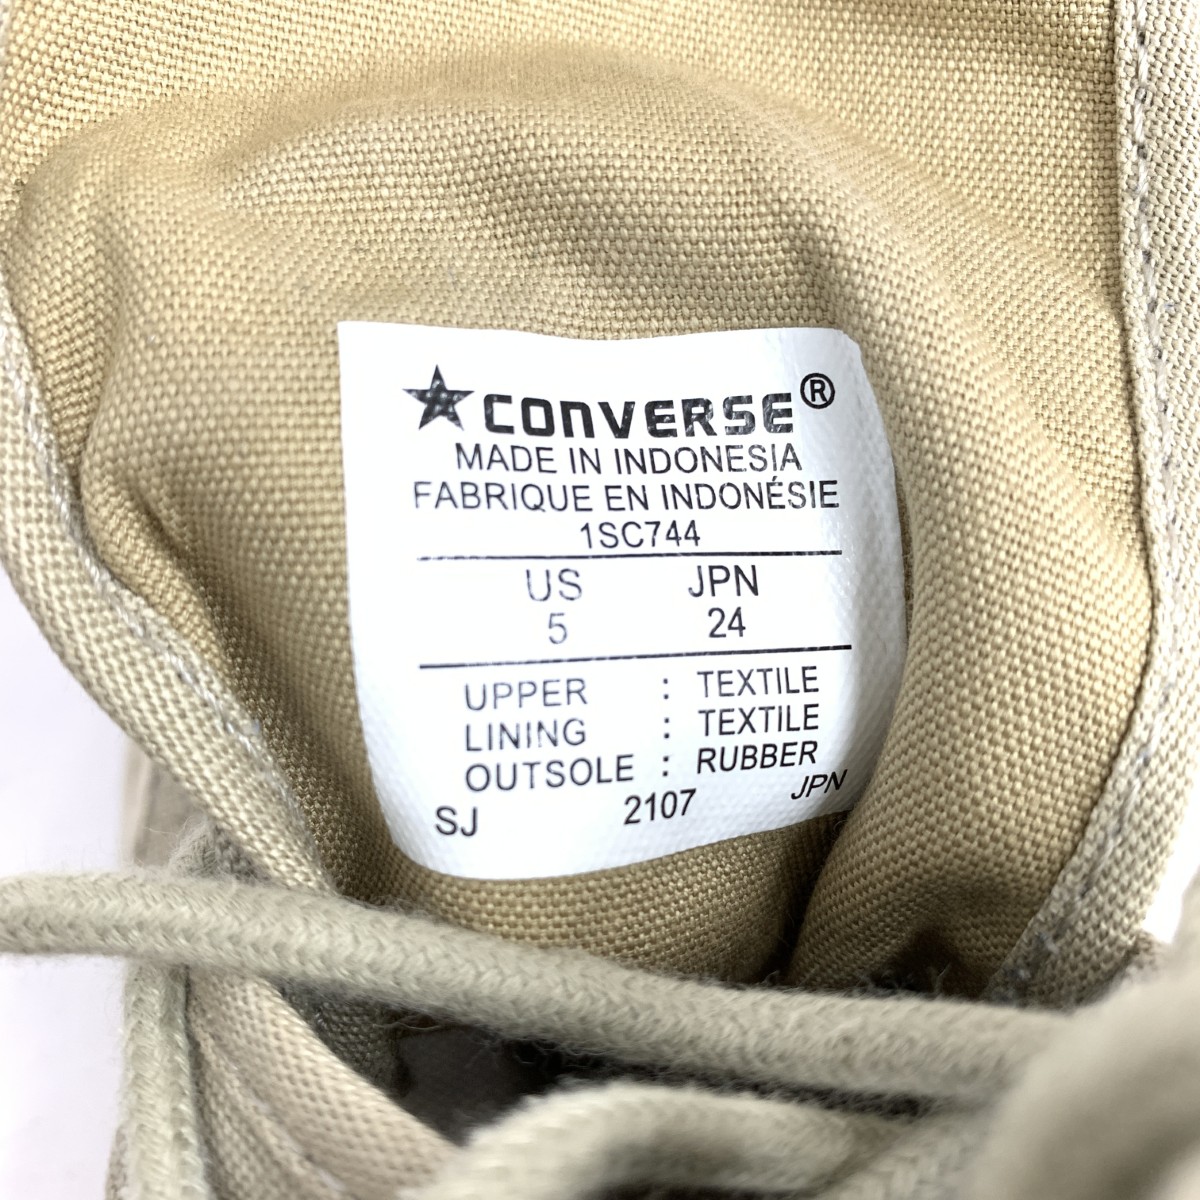 ★CONVERSE®
MADE IN INDONESIA
FABRIQUE EN INDONÉSIE
1SC744
US JPN
5 24
UPPER : TEXTILE
LINING : TEXTILE
OUTSOLE : RUBBER
SJ 2107 JPN